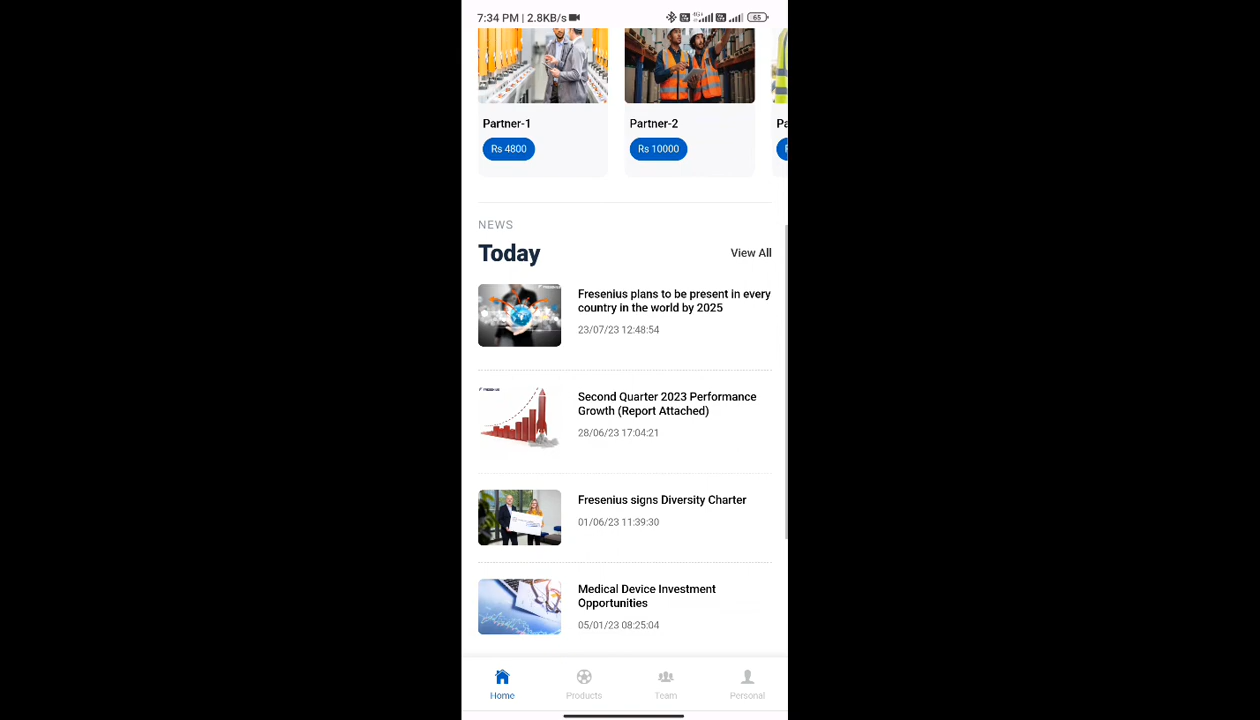 7:34 PM | 2.8KB/s
65
Partner-1
Partner-2
Rs 4800
Rs 10000
NEWS
Today
View All
Fresenius plans to be present in every
country in the world by 2025
23/07/23 12:48:54
Second Quarter 2023 Performance
Growth (Report Attached)
28/06/23 17:04:21
Fresenius signs Diversity Charter
01/06/23 11:39:30
Medical Device Investment
Opportunities
05/01/23 08:25:04
Home
Products
Team
Personal